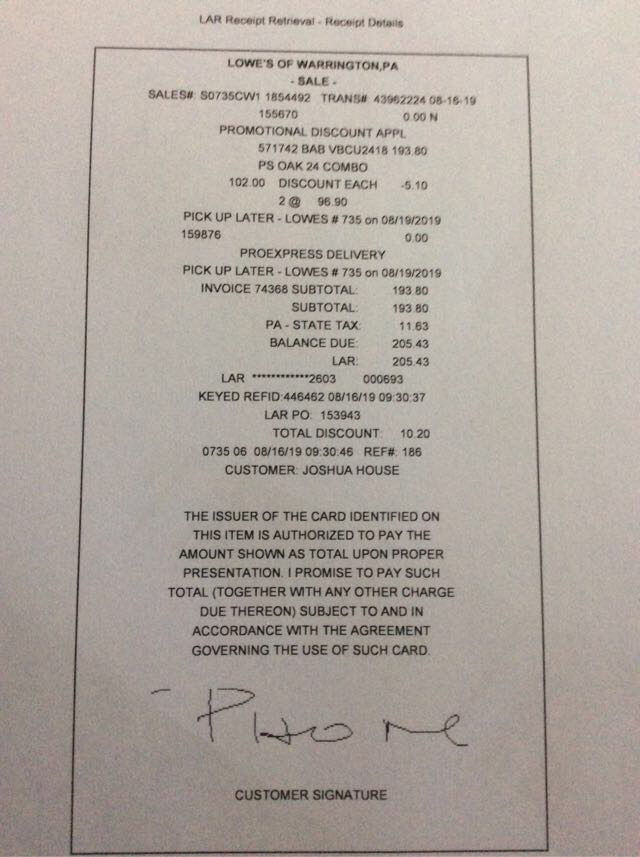 LAR Receipt Retrieval - Receipt Details
LOWE'S OF WARRINGTON,PA
- SALE -
SALES#: S0735CW1 1854492 TRANS#: 43962224 08-16-19
155670 0.00 N
PROMOTIONAL DISCOUNT APPL
571742 BAB VBCU2418 193.80
PS OAK 24 COMBO
102.00 DISCOUNT EACH -5.10
2 @ 96.90
PICK UP LATER - LOWES # 735 on 08/19/2019
159876 0.00
PROEXPRESS DELIVERY
PICK UP LATER - LOWES # 735 on 08/19/2019
INVOICE 74368 SUBTOTAL: 193.80
SUBTOTAL: 193.80
PA - STATE TAX: 11.63
BALANCE DUE: 205.43
LAR: 205.43
LAR ************2603 000693
KEYED REFID:446462 08/16/19 09:30:37
LAR PO: 153943
TOTAL DISCOUNT: 10.20
0735 06 08/16/19 09:30:46 REF#: 186
CUSTOMER: JOSHUA HOUSE
THE ISSUER OF THE CARD IDENTIFIED ON
THIS ITEM IS AUTHORIZED TO PAY THE
AMOUNT SHOWN AS TOTAL UPON PROPER
PRESENTATION. I PROMISE TO PAY SUCH
TOTAL (TOGETHER WITH ANY OTHER CHARGE
DUE THEREON) SUBJECT TO AND IN
ACCORDANCE WITH THE AGREEMENT
GOVERNING THE USE OF SUCH CARD.
PHONE
CUSTOMER SIGNATURE